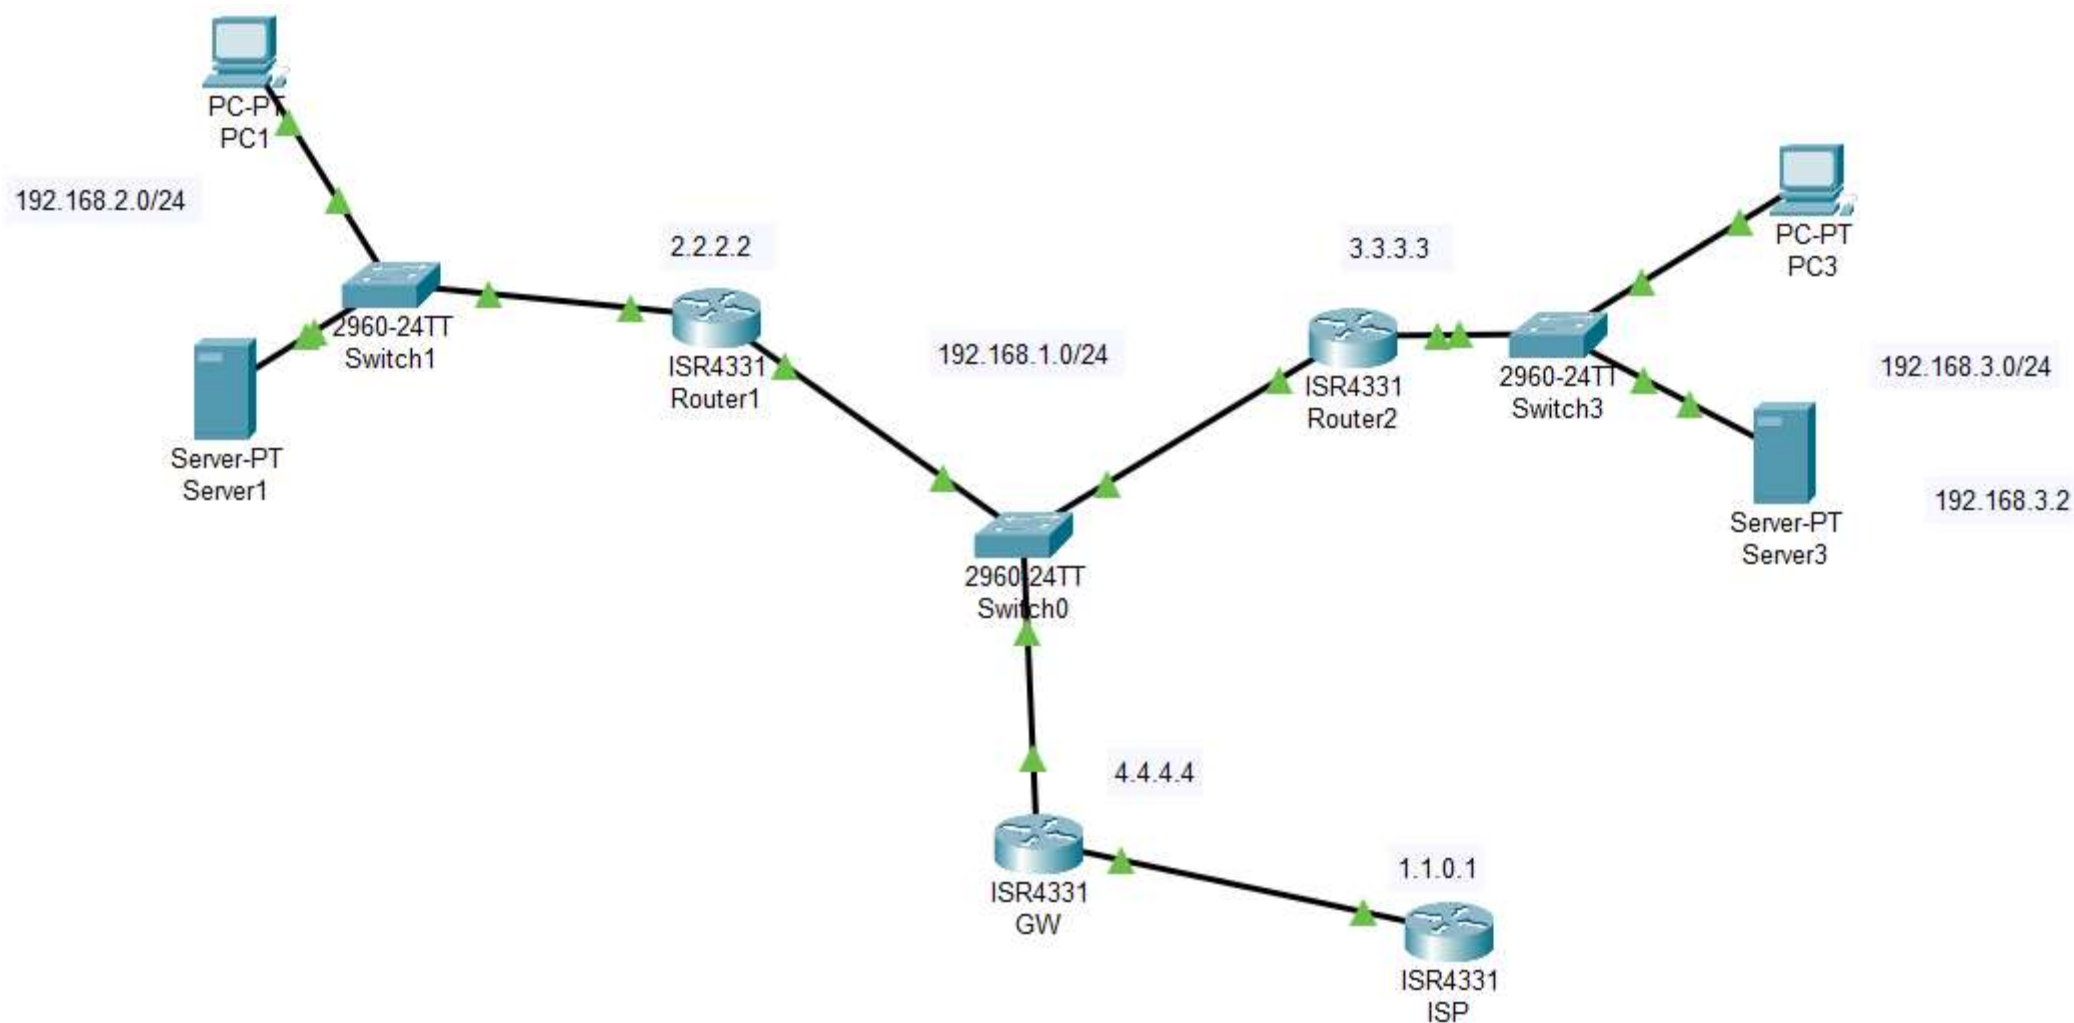 PC-PT
PC1
192.168.2.0/24
2960-24TT
Switch1
Server-PT
Server1
2.2.2.2
ISR4331
Router1
192.168.1.0/24
3.3.3.3
ISR4331
Router2
PC-PT
PC3
2960-24TT
Switch3
192.168.3.0/24
Server-PT
Server3
192.168.3.2
2960-24TT
Switch0
4.4.4.4
ISR4331
GW
1.1.0.1
ISR4331
ISP